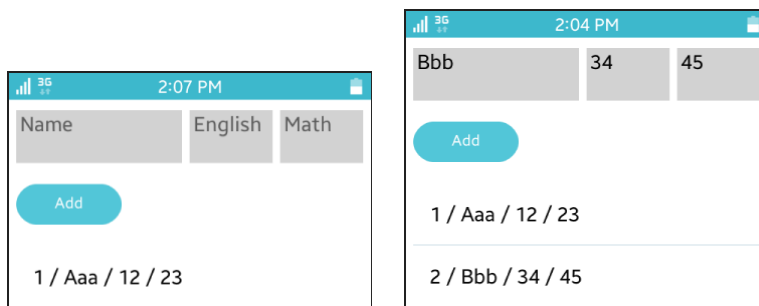 3G 2:07 PM
Name English Math
Add
1 / Aaa / 12 / 23
3G 2:04 PM
Bbb 34 45
Add
1 / Aaa / 12 / 23
2 / Bbb / 34 / 45